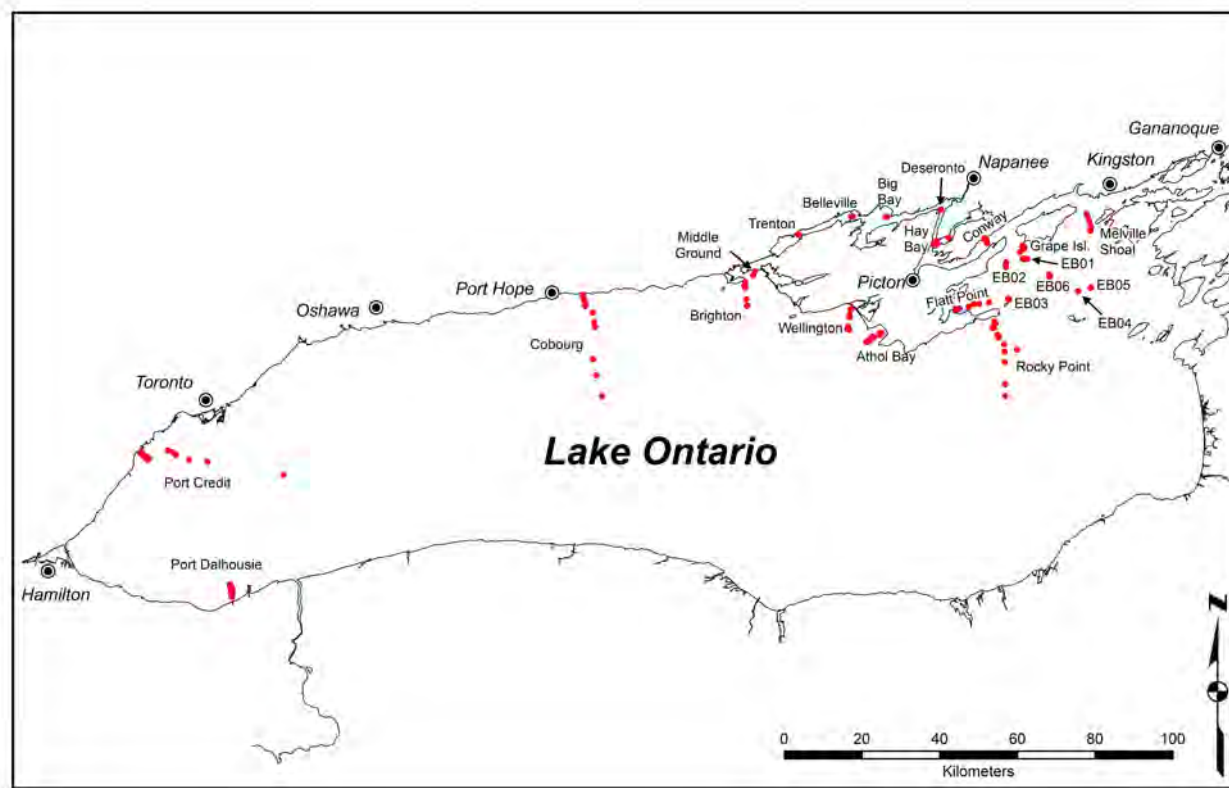 Gananoque
Kingston
Napanee
Deseronto
Big
Bay
Belleville
Trenton
Hay
Bay
Conway
Melville
Shoal
Grape Isl.
EB01
Middle
Ground
EB02
EB06
EB05
Picton
Port Hope
Flatt Point
EB03
EB04
Oshawa
Brighton
Wellington
Cobourg
Athol Bay
Rocky Point
Toronto
Lake Ontario
Port Credit
Port Dalhousie
Hamilton
N
0 20 40 60 80 100
Kilometers